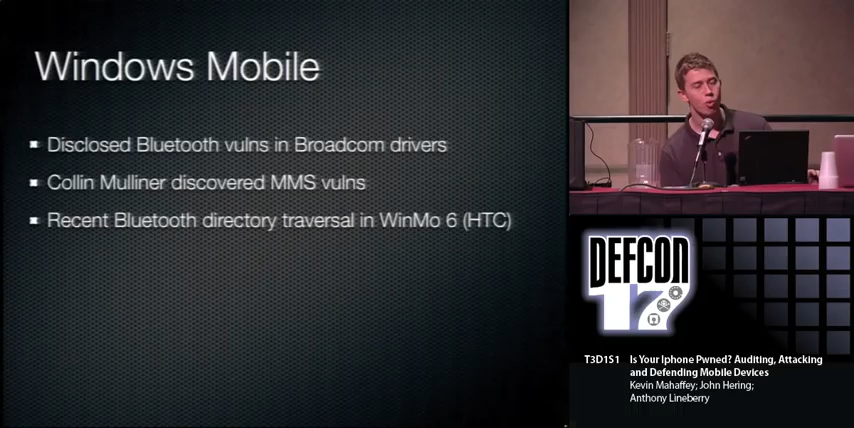 Windows Mobile
Disclosed Bluetooth vulns in Broadcom drivers
Collin Mulliner discovered MMS vulns
Recent Bluetooth directory traversal in WinMo 6 (HTC)
DEFCON
17
T3D1S1 Is Your Iphone Pwned? Auditing, Attacking
and Defending Mobile Devices
Kevin Mahaffey; John Hering;
Anthony Lineberry